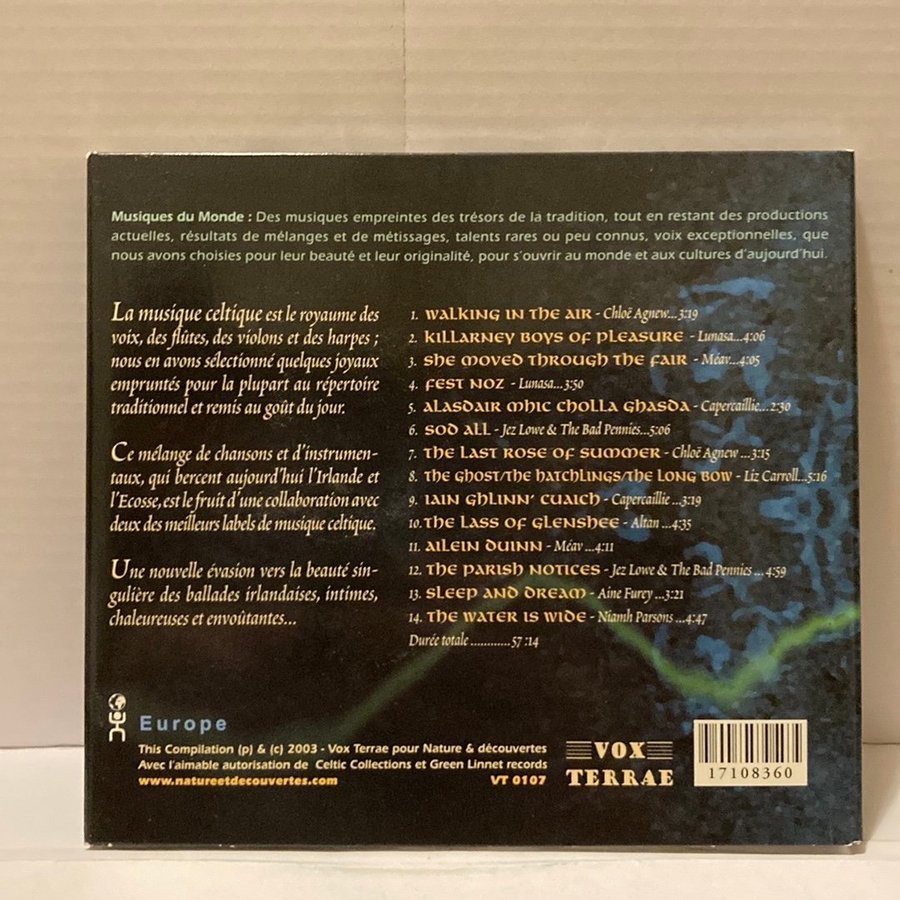 Musiques du Monde : Des musiques empreintes des trésors de la tradition, tout en restant des productions
actuelles, résultats de mélanges et de métissages, talents rares ou peu connus, voix exceptionnelles, que
nous avons choisies pour leur beauté et leur originalité, pour s'ouvrir au monde et aux cultures d'aujourd'hui.
La musique celtique est le royaume des
voix, des flûtes, des violons et des harpes ;
nous en avons sélectionné quelques joyaux
empruntés pour la plupart au répertoire
traditionnel et remis au goût du jour.
Ce mélange de chansons et d'instrumen-
taux, qui bercent aujourd'hui l'Irlande et
l'Ecosse, est le fruit d'une collaboration avec
deux des meilleurs labels de musique celtique.
Une nouvelle évasion vers la beauté sin-
gulière des ballades irlandaises, intimes,
chaleureuses et envoûtantes...
1. WALKING IN THE AIR - Chloë Agnew...3:19
2. KILLARNEY BOYS OF PLEASURE - Lunasa...4:06
3. SHE MOVED THROUGH THE FAIR - Méav...4:05
4. FEST NOZ - Lunasa...3:50
5. ALASDAIR MHIC CHOLLA GHASDA - Capercaillie...2:30
6. SOD ALL - Jez Lowe & The Bad Pennies...5:06
7. THE LAST ROSE OF SUMMER - Chloë Agnew ...3:15
8. THE GHOST/THE HATCHLINGS/THE LONG BOW - Liz Carroll...5:16
9. IAIN GHLINN' CUAICH - Capercaillie ...3:19
10. THE LASS OF GLENSHEE - Altan ...4:35
11. AILEIN DUINN - Méav ...4:11
12. THE PARISH NOTICES - Jez Lowe & The Bad Pennies ...4:59
13. SLEEP AND DREAM - Aine Furey ...3:21
14. THE WATER IS WIDE - Niamh Parsons ...4:47
Durée totale ............57 :14
Europe
This Compilation (p) & (c) 2003 - Vox Terrae pour Nature & découvertes
Avec l'aimable autorisation de Celtic Collections et Green Linnet records
www.natureetdecouvertes.com
VT 0107
VOX
TERRAE
17108360